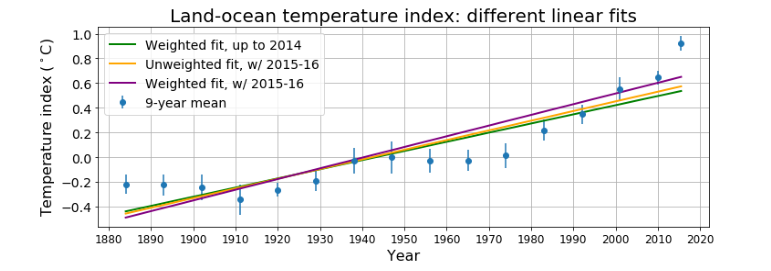 Land-ocean temperature index: different linear fits
Temperature index (°C)
1.0
0.8
0.6
0.4
0.2
0.0
−0.2
−0.4
Weighted fit, up to 2014
Unweighted fit, w/ 2015-16
Weighted fit, w/ 2015-16
9-year mean
1880 1890 1900 1910 1920 1930 1940 1950 1960 1970 1980 1990 2000 2010 2020
Year